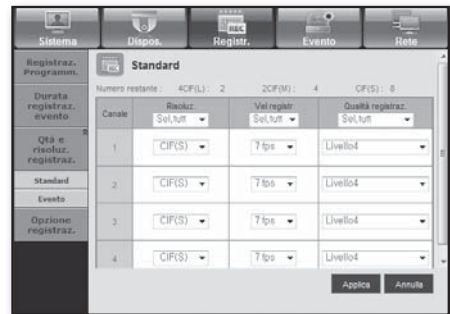 Sistema Dispos. Registr. Evento Rete
REC
Registraz.
Programm.
Durata
registraz.
evento
Qtà e
risoluz.
registraz.
Standard
Evento
Opzione
registraz.
Standard
Numero restante : 4CIF(L) : 2 2CIF(M) : 4 CIF(S) : 8
Canale Risoluz. Vel registr Qualità registraz.
Sel,tutt Sel,tutt Sel,tutt
1 CIF(S) 7 fps Livello4
2 CIF(S) 7 fps Livello4
3 CIF(S) 7 fps Livello4
4 CIF(S) 7 fps Livello4
Applica Annulla